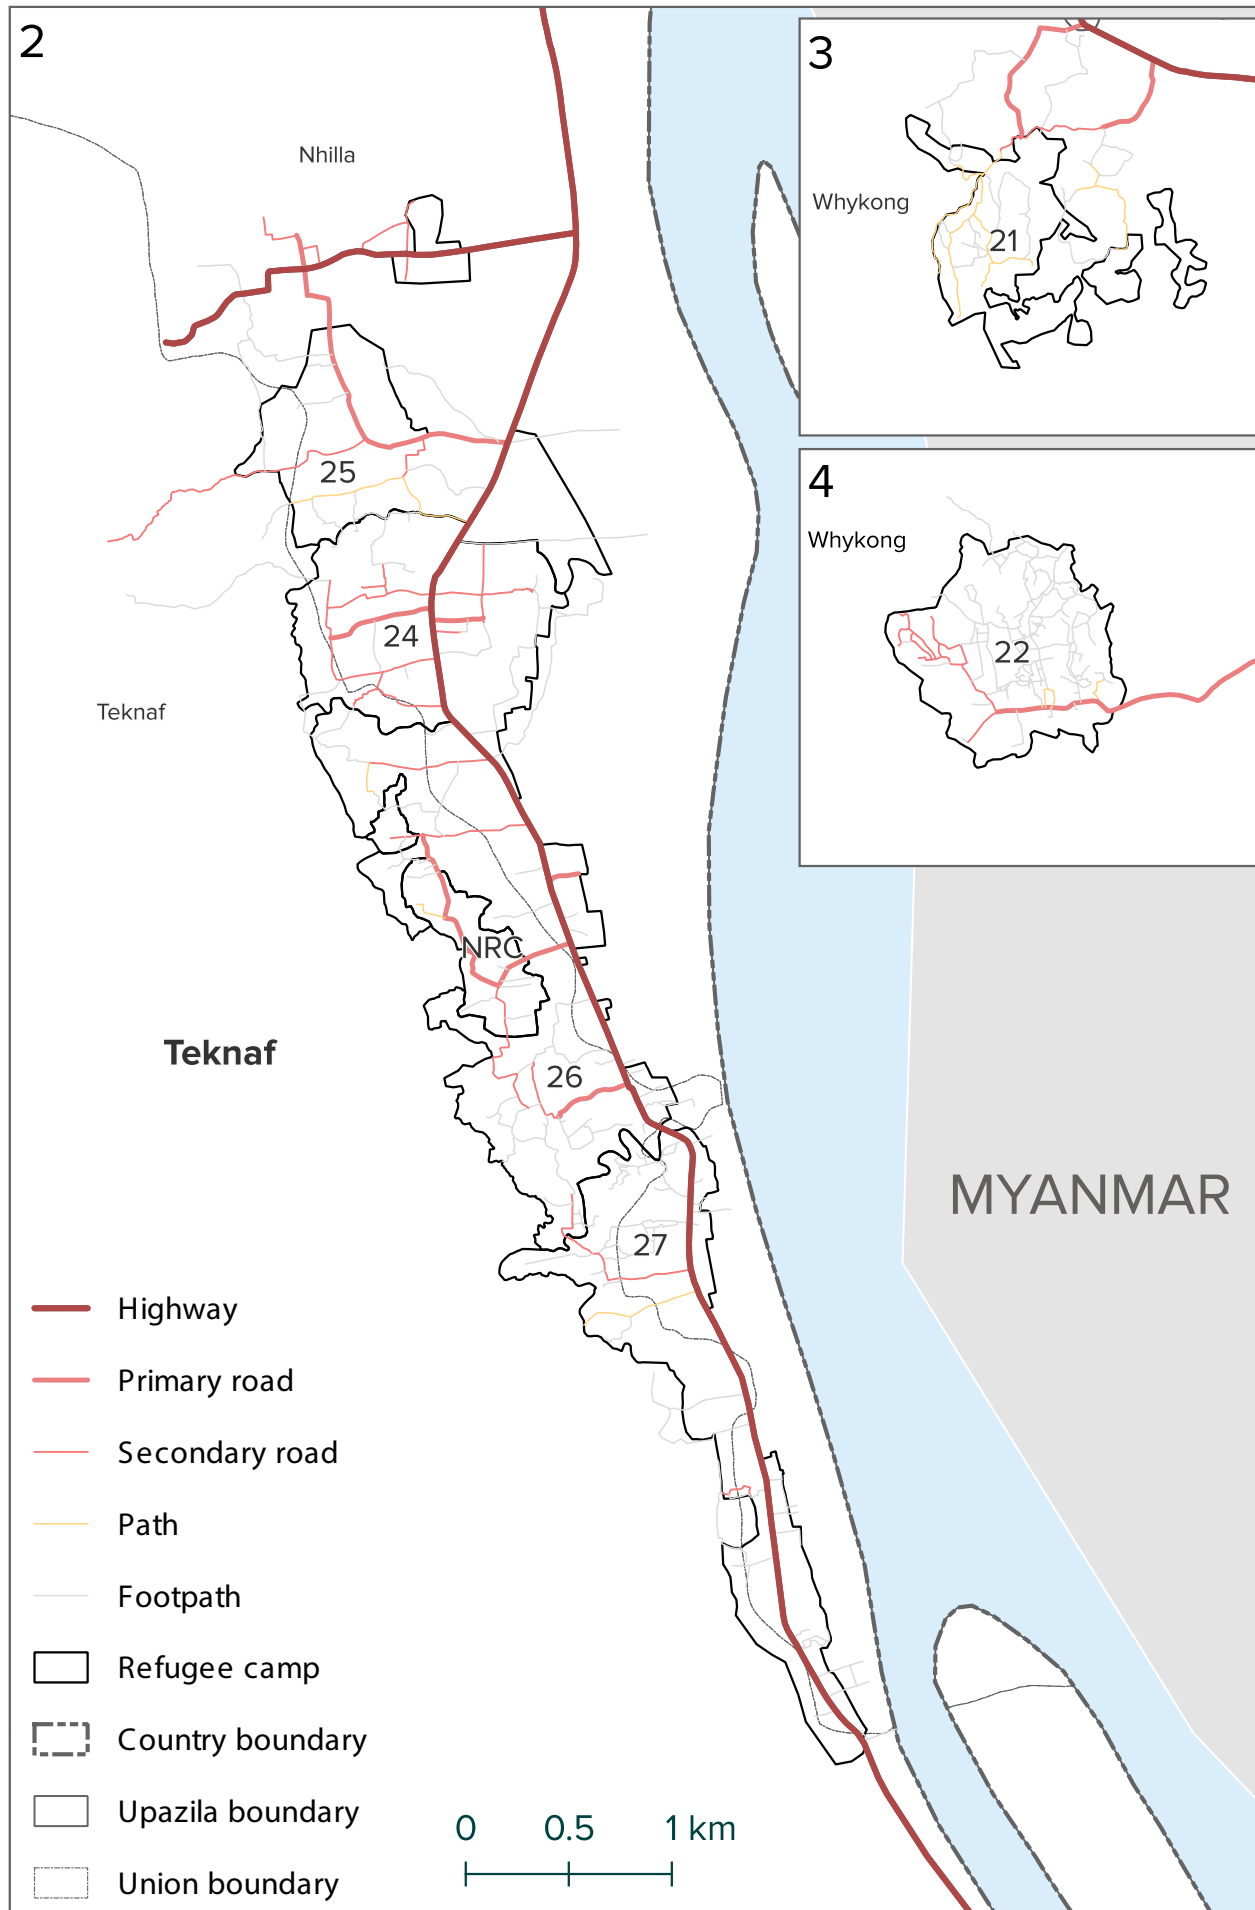 2
Nhilla
25
24
Teknaf
NRC
Teknaf
26
27
3
Whykong
21
4
Whykong
22
MYANMAR
Highway
Primary road
Secondary road
Path
Footpath
Refugee camp
Country boundary
Upazila boundary
Union boundary
0 0.5 1 km